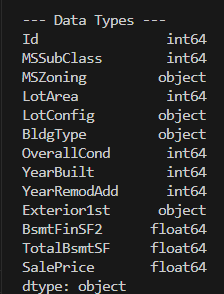 --- Data Types ---
Id int64
MSSubClass int64
MSZoning object
LotArea int64
LotConfig object
BldgType object
OverallCond int64
YearBuilt int64
YearRemodAdd int64
Exterior1st object
BsmtFinSF2 float64
TotalBsmtSF float64
SalePrice float64
dtype: object